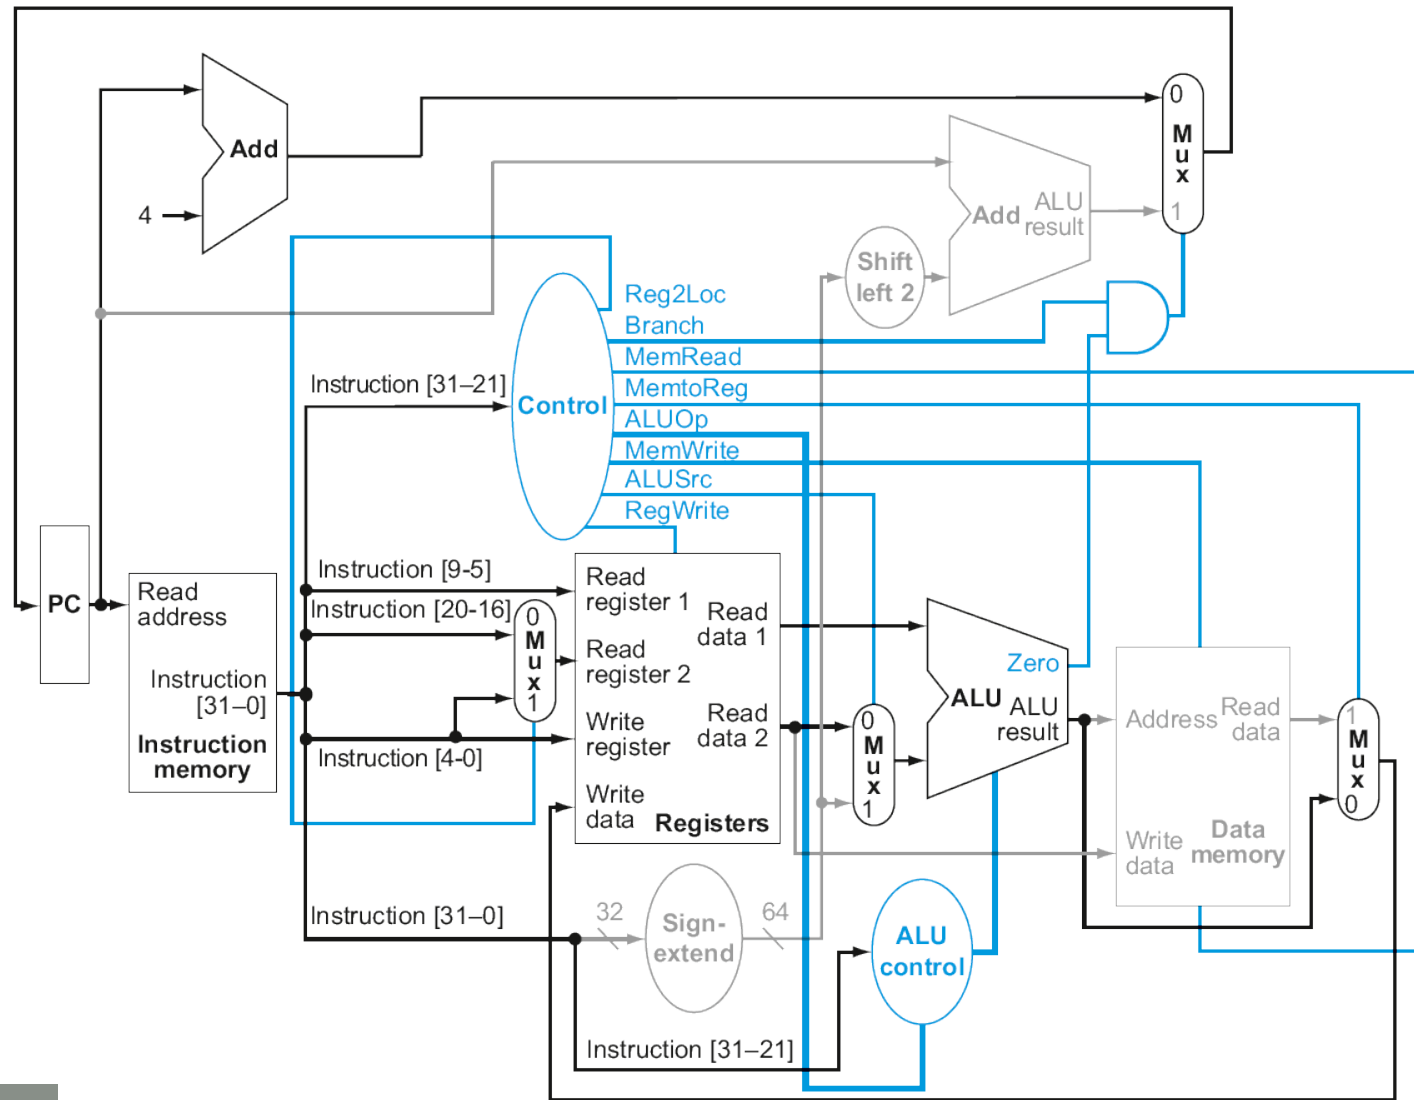 0
M
u
x
1
Add
4
Add
ALU
result
Shift
left 2
Reg2Loc
Branch
MemRead
MemtoReg
ALUOp
MemWrite
ALUSrc
RegWrite
Control
Instruction [31–21]
PC
Read
address
Instruction
[31–0]
Instruction
memory
Instruction [9-5]
Instruction [20-16]
Instruction [4-0]
0
M
u
x
1
Read
register 1
Read
register 2
Write
register
Write
data
Read
data 1
Read
data 2
Registers
0
M
u
x
1
Zero
ALU
ALU
result
Address
Read
data
Write
data
Data
memory
1
M
u
x
0
Instruction [31–0]
32
Sign-
extend
64
ALU
control
Instruction [31–21]